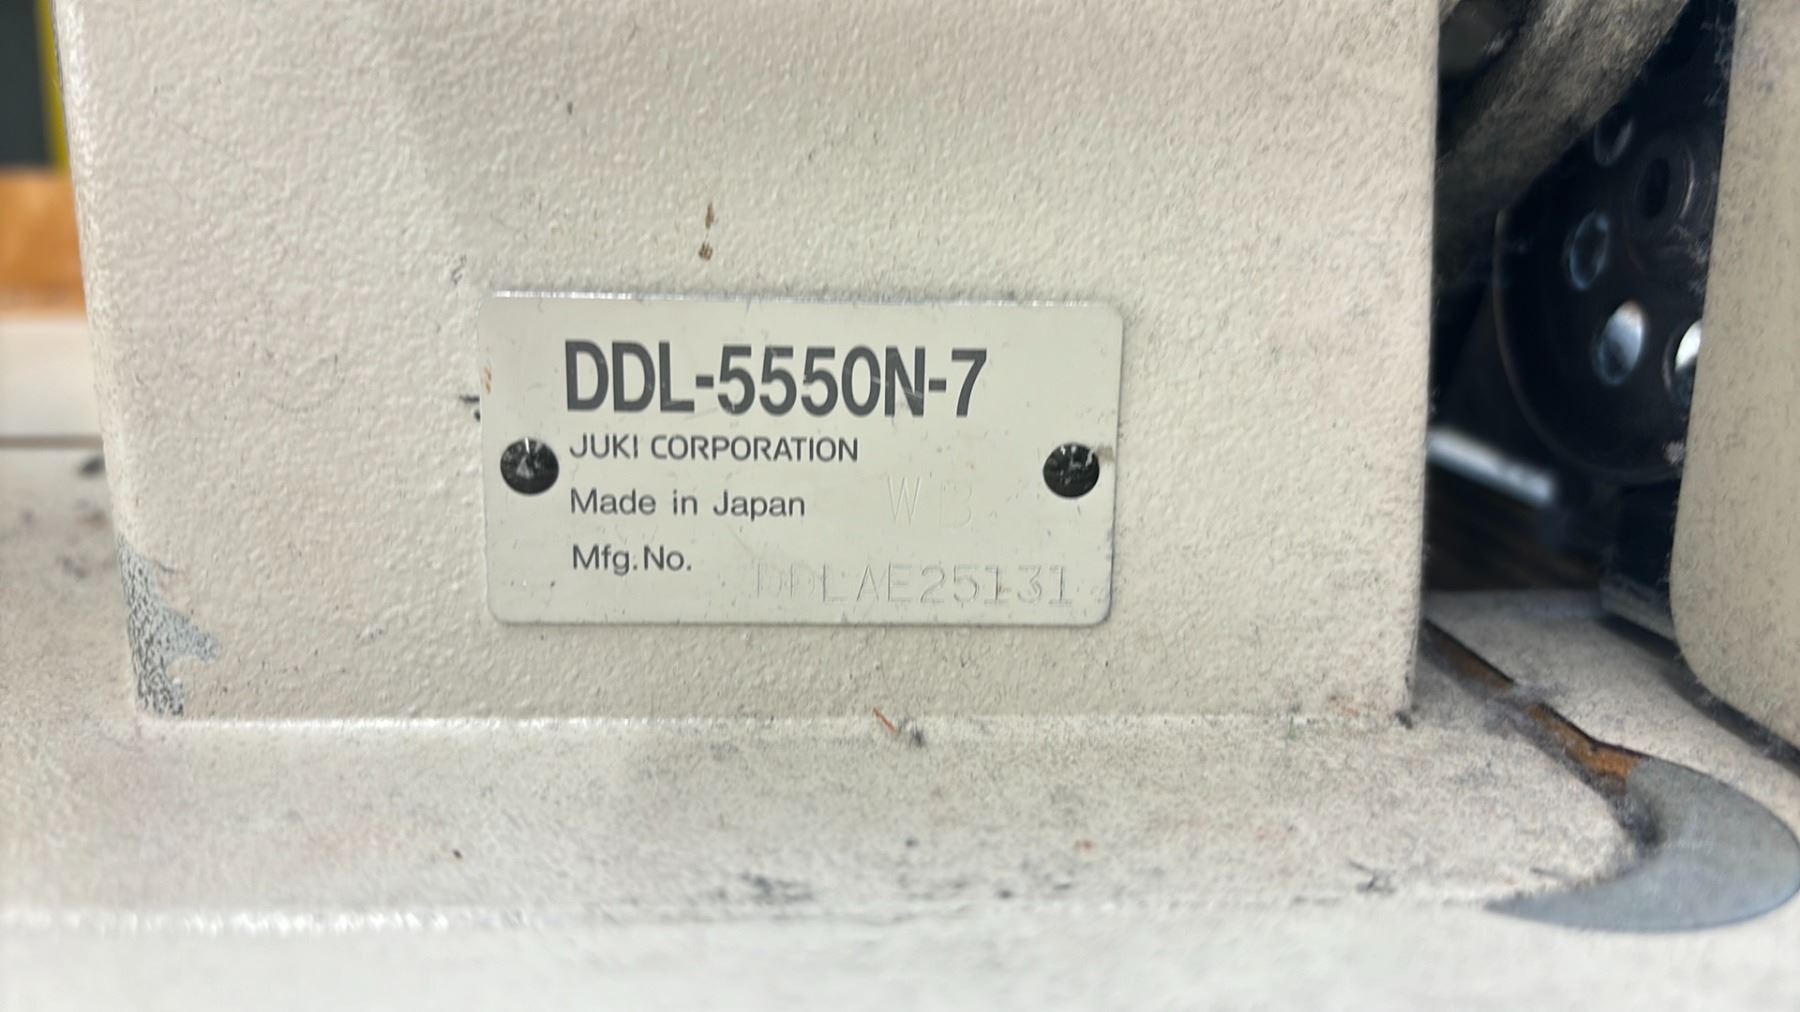 DDL-5550N-7
JUKI CORPORATION
Made in Japan WB
Mfg.No. DDLAE25131